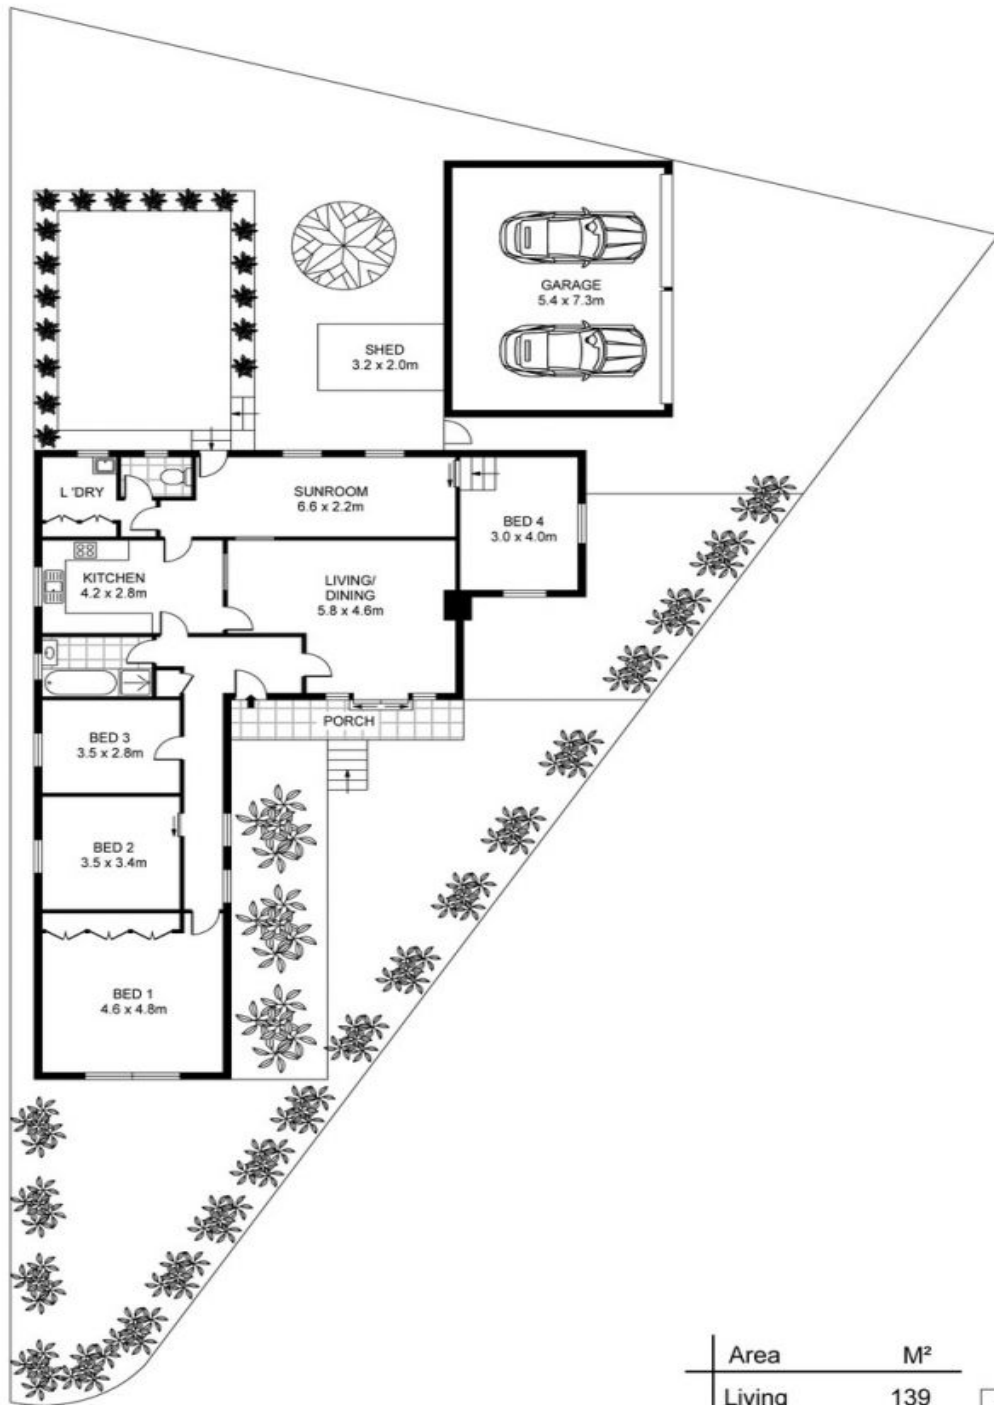 GARAGE
5.4 x 7.3m
SHED
3.2 x 2.0m
L 'DRY
SUNROOM
6.6 x 2.2m
BED 4
3.0 x 4.0m
KITCHEN
4.2 x 2.8m
LIVING/
DINING
5.8 x 4.6m
PORCH
BED 3
3.5 x 2.8m
BED 2
3.5 x 3.4m
BED 1
4.6 x 4.8m
Area M²
Living 139